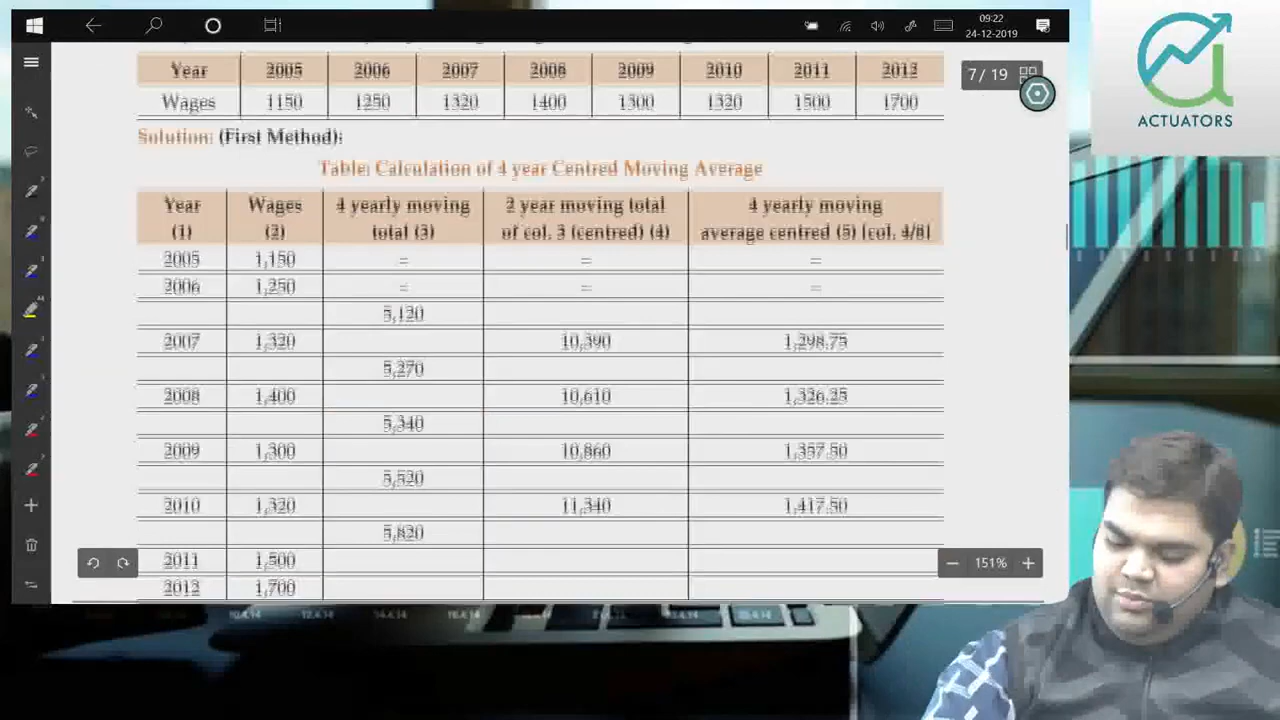 09:22
24-12-2019
7 / 19
ACTUATORS
Year 2005 2006 2007 2008 2009 2010 2011 2012
Wages 1150 1250 1320 1400 1300 1320 1500 1700
Solution: (First Method):
Table: Calculation of 4 year Centred Moving Average
Year Wages 4 yearly moving 2 year moving total 4 yearly moving
(1) (2) total (3) of col. 3 (centred) (4) average centred (5) [col. 4/8]
2005 1,150 – – –
2006 1,250 – – –
5,120
2007 1,320 10,390 1,298.75
5,270
2008 1,400 10,610 1,326.25
5,340
2009 1,300 10,860 1,357.50
5,520
2010 1,320 11,340 1,417.50
5,820
2011 1,500
2012 1,700
151%